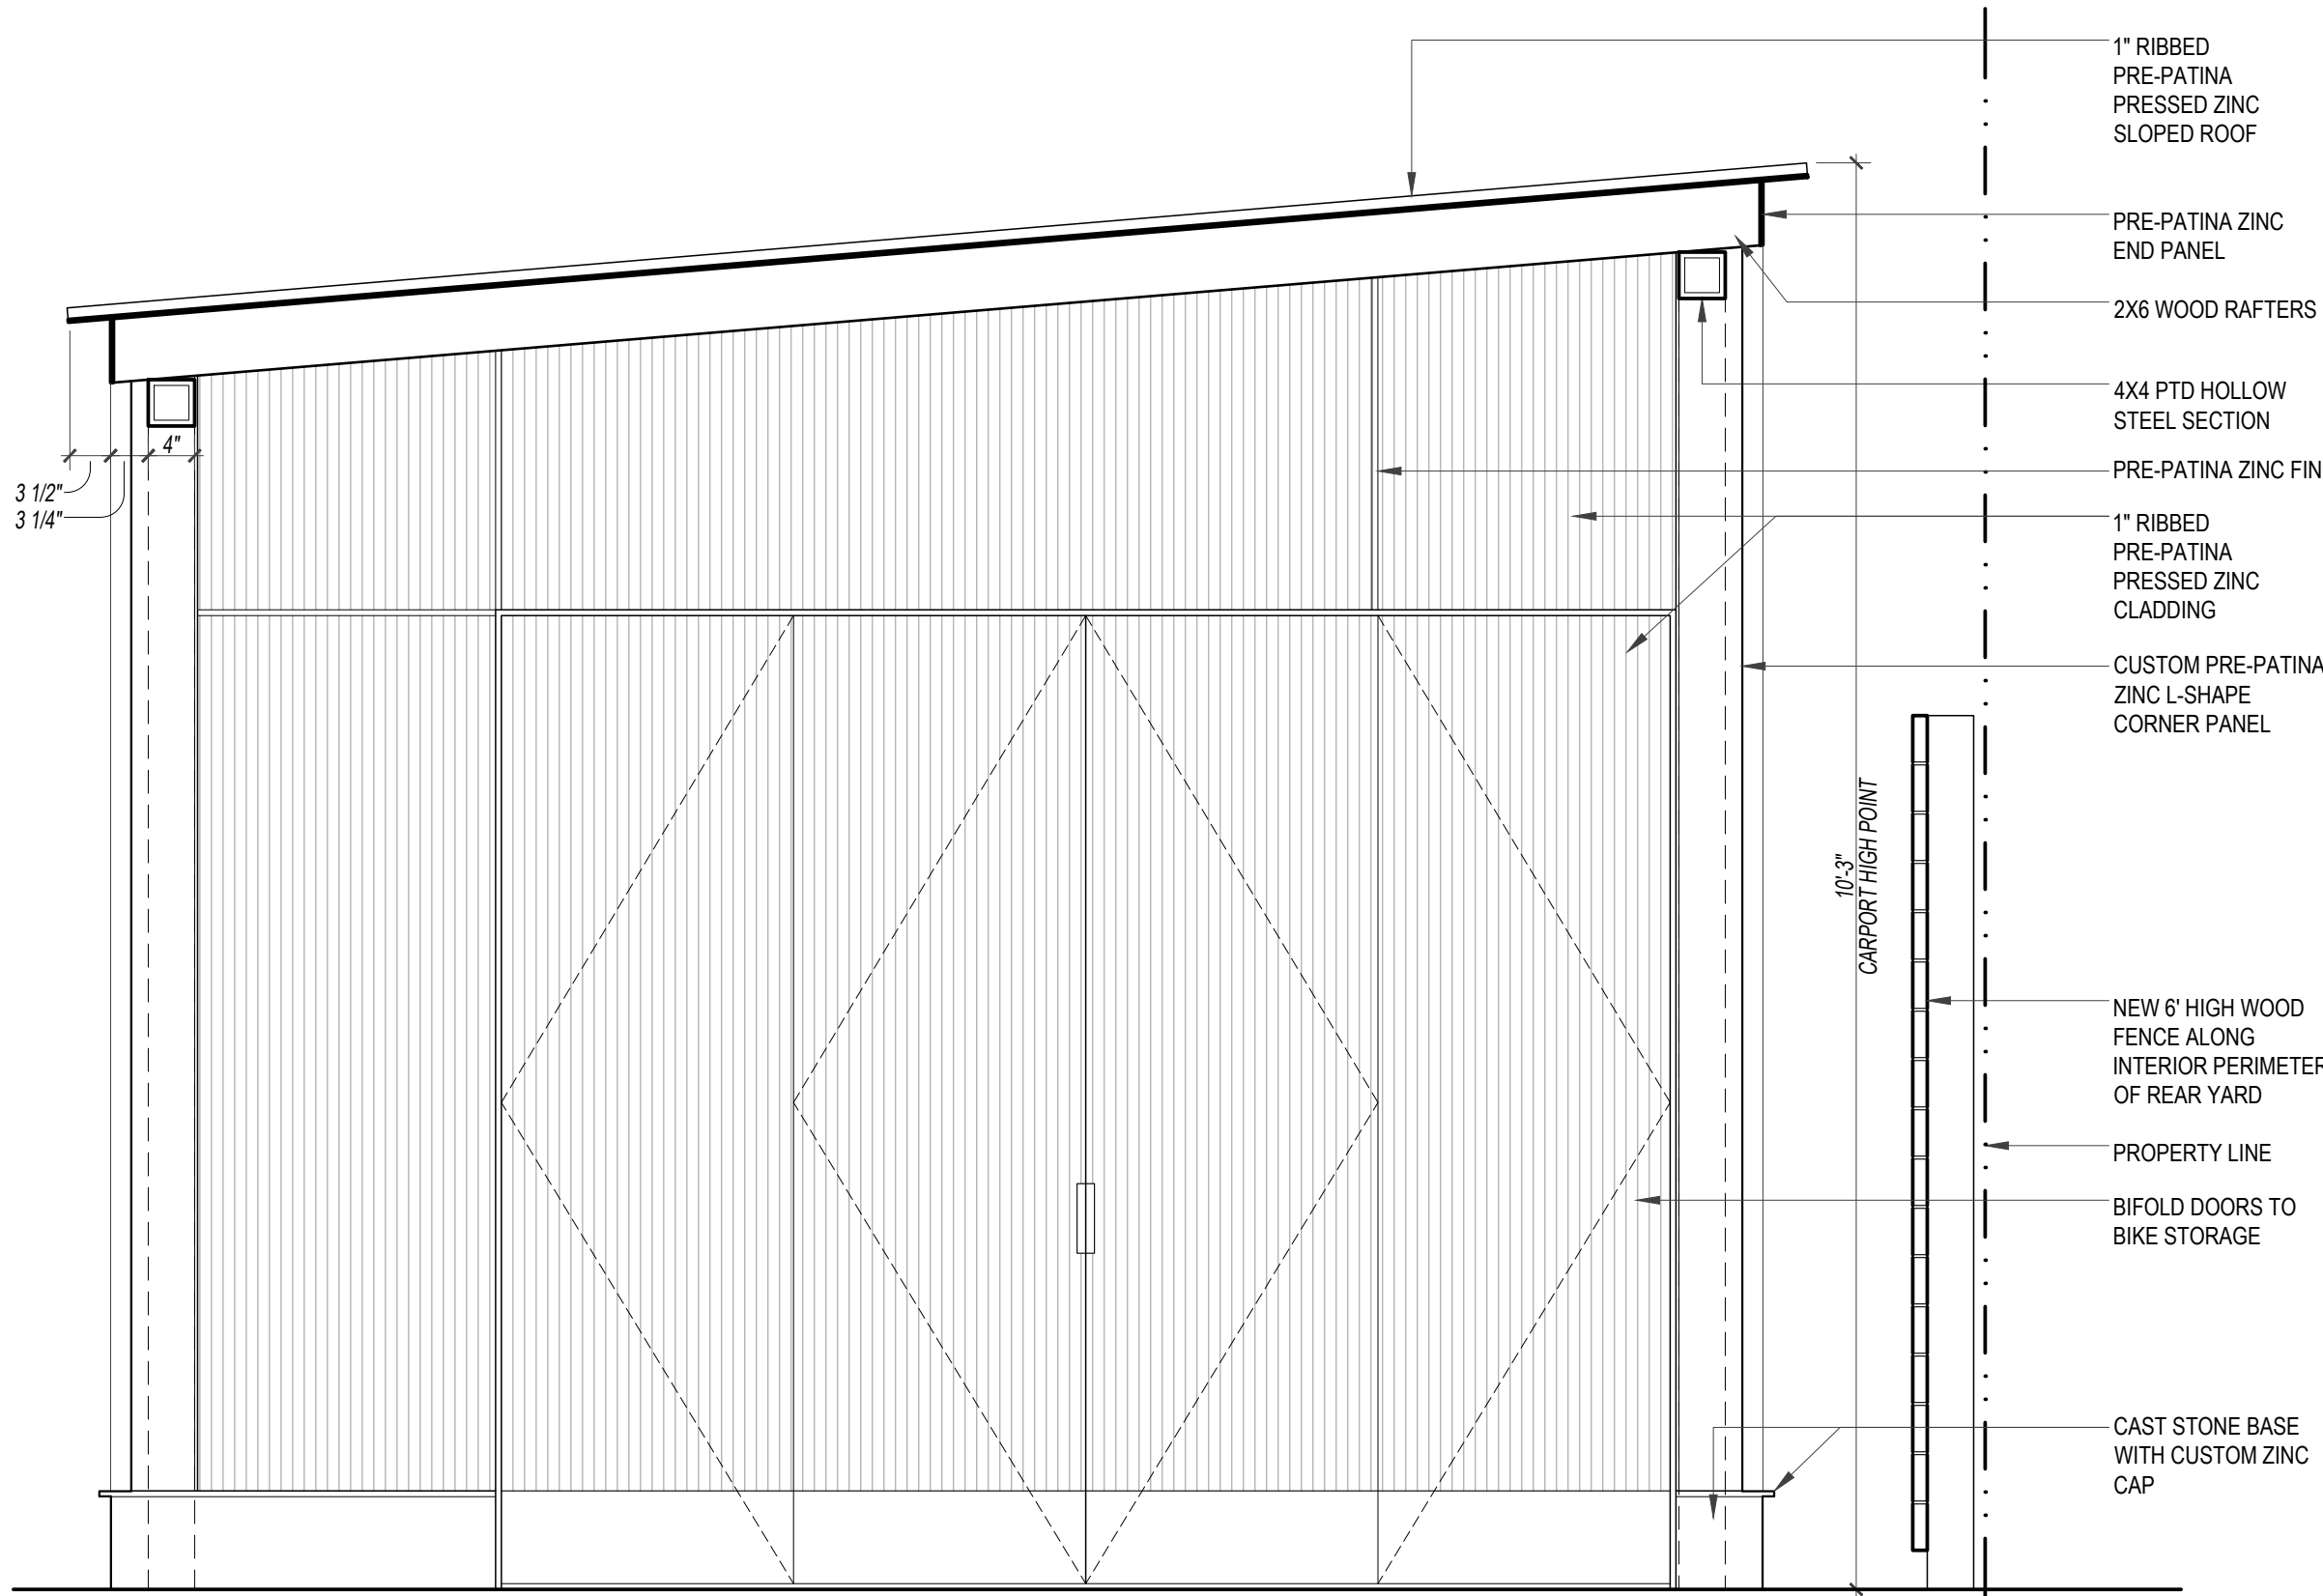 1" RIBBED
PRE-PATINA
PRESSED ZINC
SLOPED ROOF
PRE-PATINA ZINC
END PANEL
2X6 WOOD RAFTERS
4X4 PTD HOLLOW
STEEL SECTION
PRE-PATINA ZINC FIN
1" RIBBED
PRE-PATINA
PRESSED ZINC
CLADDING
CUSTOM PRE-PATINA
ZINC L-SHAPE
CORNER PANEL
NEW 6' HIGH WOOD
FENCE ALONG
INTERIOR PERIMETER
OF REAR YARD
PROPERTY LINE
BIFOLD DOORS TO
BIKE STORAGE
CAST STONE BASE
WITH CUSTOM ZINC
CAP
4"
3 1/2"
3 1/4"
10'-3"
CARPORT HIGH POINT